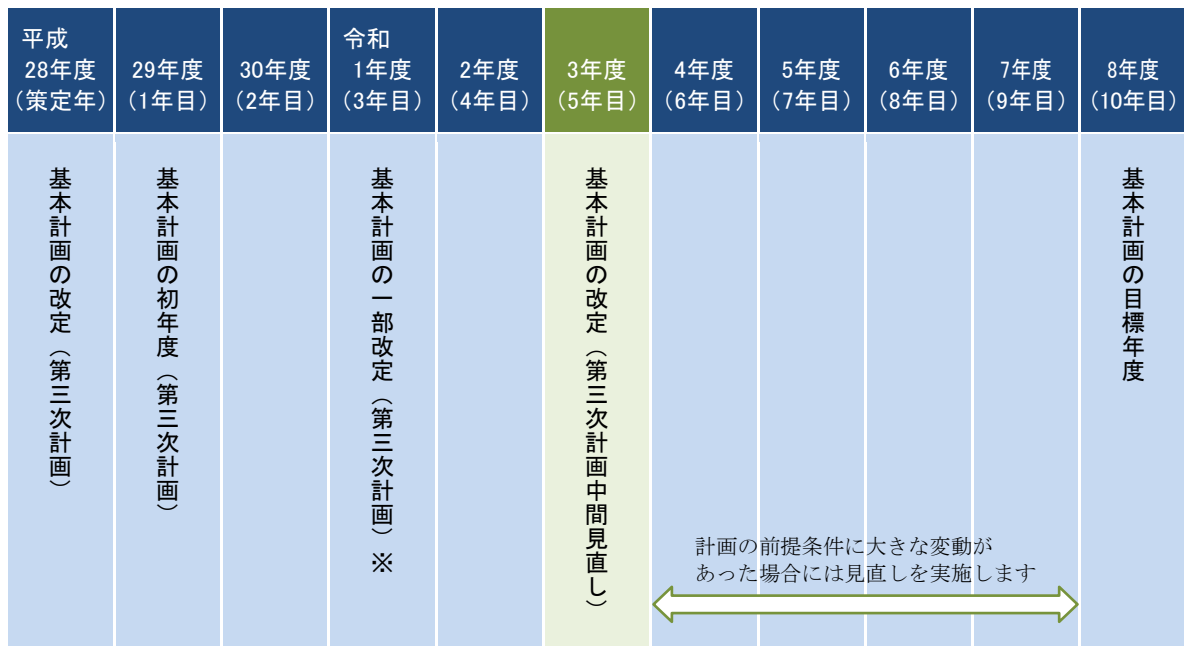 平成
28年度
（策定年）
29年度
（1年目）
30年度
（2年目）
令和
1年度
（3年目）
2年度
（4年目）
3年度
（5年目）
4年度
（6年目）
5年度
（7年目）
6年度
（8年目）
7年度
（9年目）
8年度
（10年目）
基本計画の改定（第三次計画）
基本計画の初年度（第三次計画）
基本計画の一部改定（第三次計画）※
基本計画の改定（第三次計画中間見直し）
計画の前提条件に大きな変動が
あった場合には見直しを実施します
基本計画の目標年度